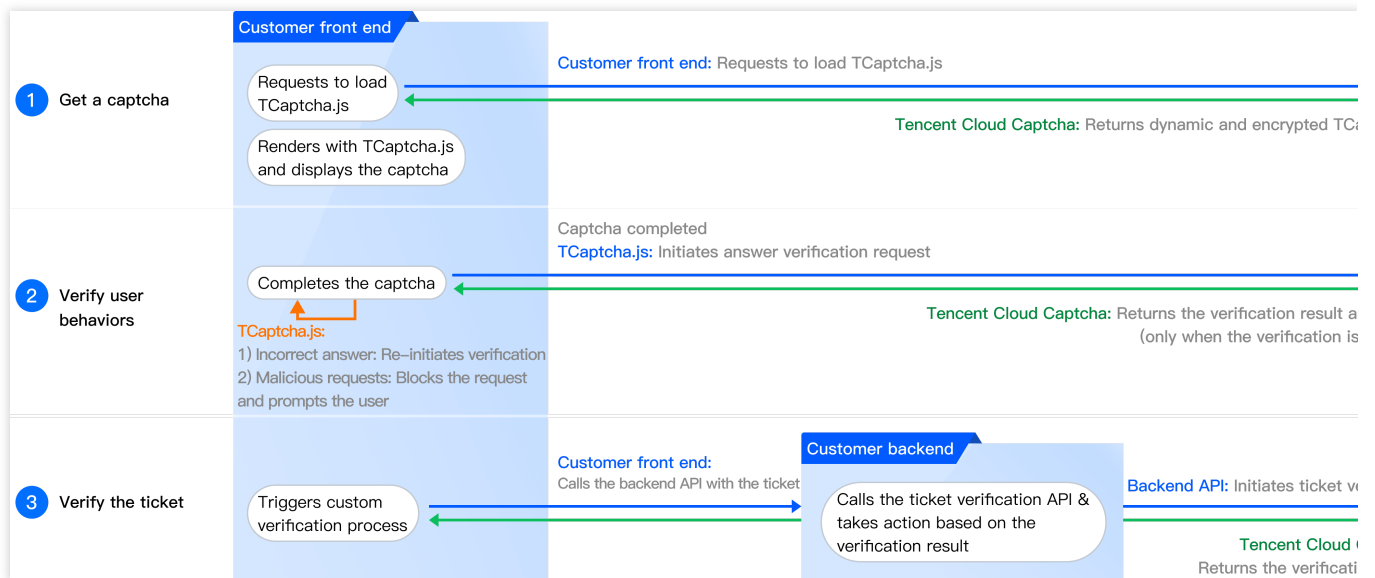 Customer front end
1
Get a captcha
Requests to load
TCaptcha.js
Customer front end: Requests to load TCaptcha.js
Tencent Cloud Captcha: Returns dynamic and encrypted
Renders with TCaptcha.js
and displays the captcha
Captcha completed
TCaptcha.js: Initiates answer verification request
2
Verify user
behaviors
Completes the captcha
Tencent Cloud Captcha: Returns the verification result
(only when the verification is
TCaptcha.js:
1) Incorrect answer: Re-initiates verification
2) Malicious requests: Blocks the request
and prompts the user
Customer backend
3
Verify the ticket
Triggers custom
verification process
Customer front end:
Calls the backend API with the ticket
Calls the ticket verification API &
takes action based on the
verification result
Backend API: Initiates ticket
Tencent Cloud
Returns the